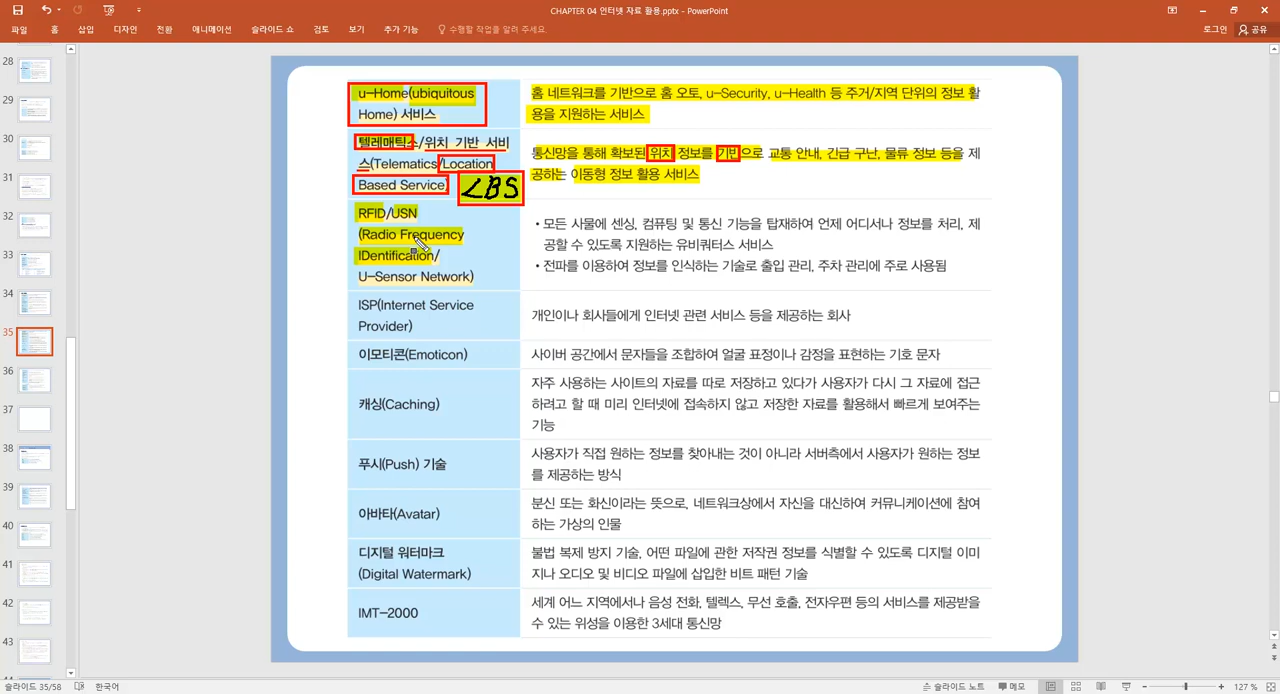 CHAPTER 04 인터넷 자료 활용.pptx - PowerPoint
파일 홈 삽입 디자인 전환 애니메이션 슬라이드 쇼 검토 보기 추가 기능 수행할 작업을 알려 주세요. 로그인 공유
28
29
30
31
32
33
34
35
36
37
38
39
40
41
42
43
u-Home(ubiquitous
Home) 서비스
홈 네트워크를 기반으로 홈 오토, u-Security, u-Health 등 주거/지역 단위의 정보 활
용을 지원하는 서비스
텔레매틱스/위치 기반 서비
스(Telematics/Location
Based Service)
LBS
통신망을 통해 확보된 위치 정보를 기반으로 교통 안내, 긴급 구난, 물류 정보 등을 제
공하는 이동형 정보 활용 서비스
RFID/USN
(Radio Frequency
IDentification/
U-Sensor Network)
• 모든 사물에 센싱, 컴퓨팅 및 통신 기능을 탑재하여 언제 어디서나 정보를 처리, 제
공할 수 있도록 지원하는 유비쿼터스 서비스
• 전파를 이용하여 정보를 인식하는 기술로 출입 관리, 주차 관리에 주로 사용됨
ISP(Internet Service
Provider)
개인이나 회사들에게 인터넷 관련 서비스 등을 제공하는 회사
이모티콘(Emoticon)
사이버 공간에서 문자들을 조합하여 얼굴 표정이나 감정을 표현하는 기호 문자
캐싱(Caching)
자주 사용하는 사이트의 자료를 따로 저장하고 있다가 사용자가 다시 그 자료에 접근
하려고 할 때 미리 인터넷에 접속하지 않고 저장한 자료를 활용해서 빠르게 보여주는
기능
푸시(Push) 기술
사용자가 직접 원하는 정보를 찾아내는 것이 아니라 서버측에서 사용자가 원하는 정보
를 제공하는 방식
아바타(Avatar)
분신 또는 화신이라는 뜻으로, 네트워크상에서 자신을 대신하여 커뮤니케이션에 참여
하는 가상의 인물
디지털 워터마크
(Digital Watermark)
불법 복제 방지 기술, 어떤 파일에 관한 저작권 정보를 식별할 수 있도록 디지털 이미
지나 오디오 및 비디오 파일에 삽입한 비트 패턴 기술
IMT-2000
세계 어느 지역에서나 음성 전화, 텔렉스, 무선 호출, 전자우편 등의 서비스를 제공받을
수 있는 위성을 이용한 3세대 통신망
슬라이드 35/58 한국어 슬라이드 노트 메모 127 %